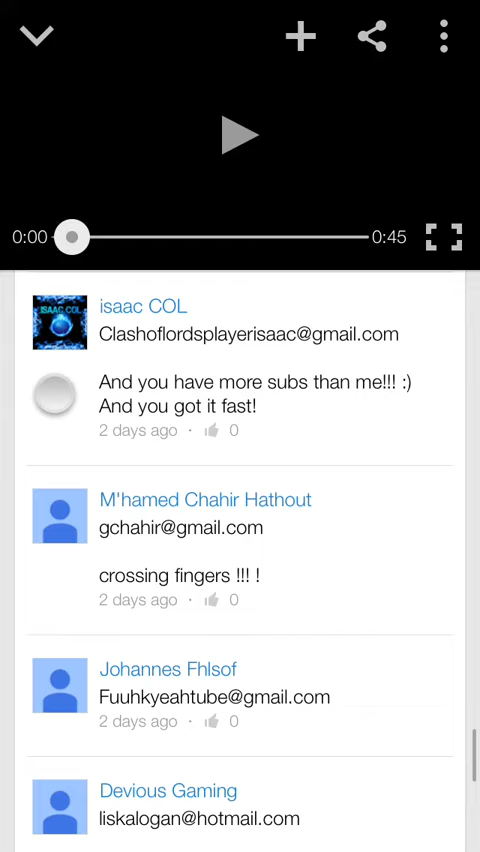 0:00
0:45
ISAAC COL
isaac COL
Clashoflordsplayerisaac@gmail.com
And you have more subs than me!!! :)
And you got it fast!
2 days ago · 0
M'hamed Chahir Hathout
gchahir@gmail.com
crossing fingers !!! !
2 days ago · 0
Johannes Fhlsof
Fuuhkyeahtube@gmail.com
2 days ago · 0
Devious Gaming
liskalogan@hotmail.com